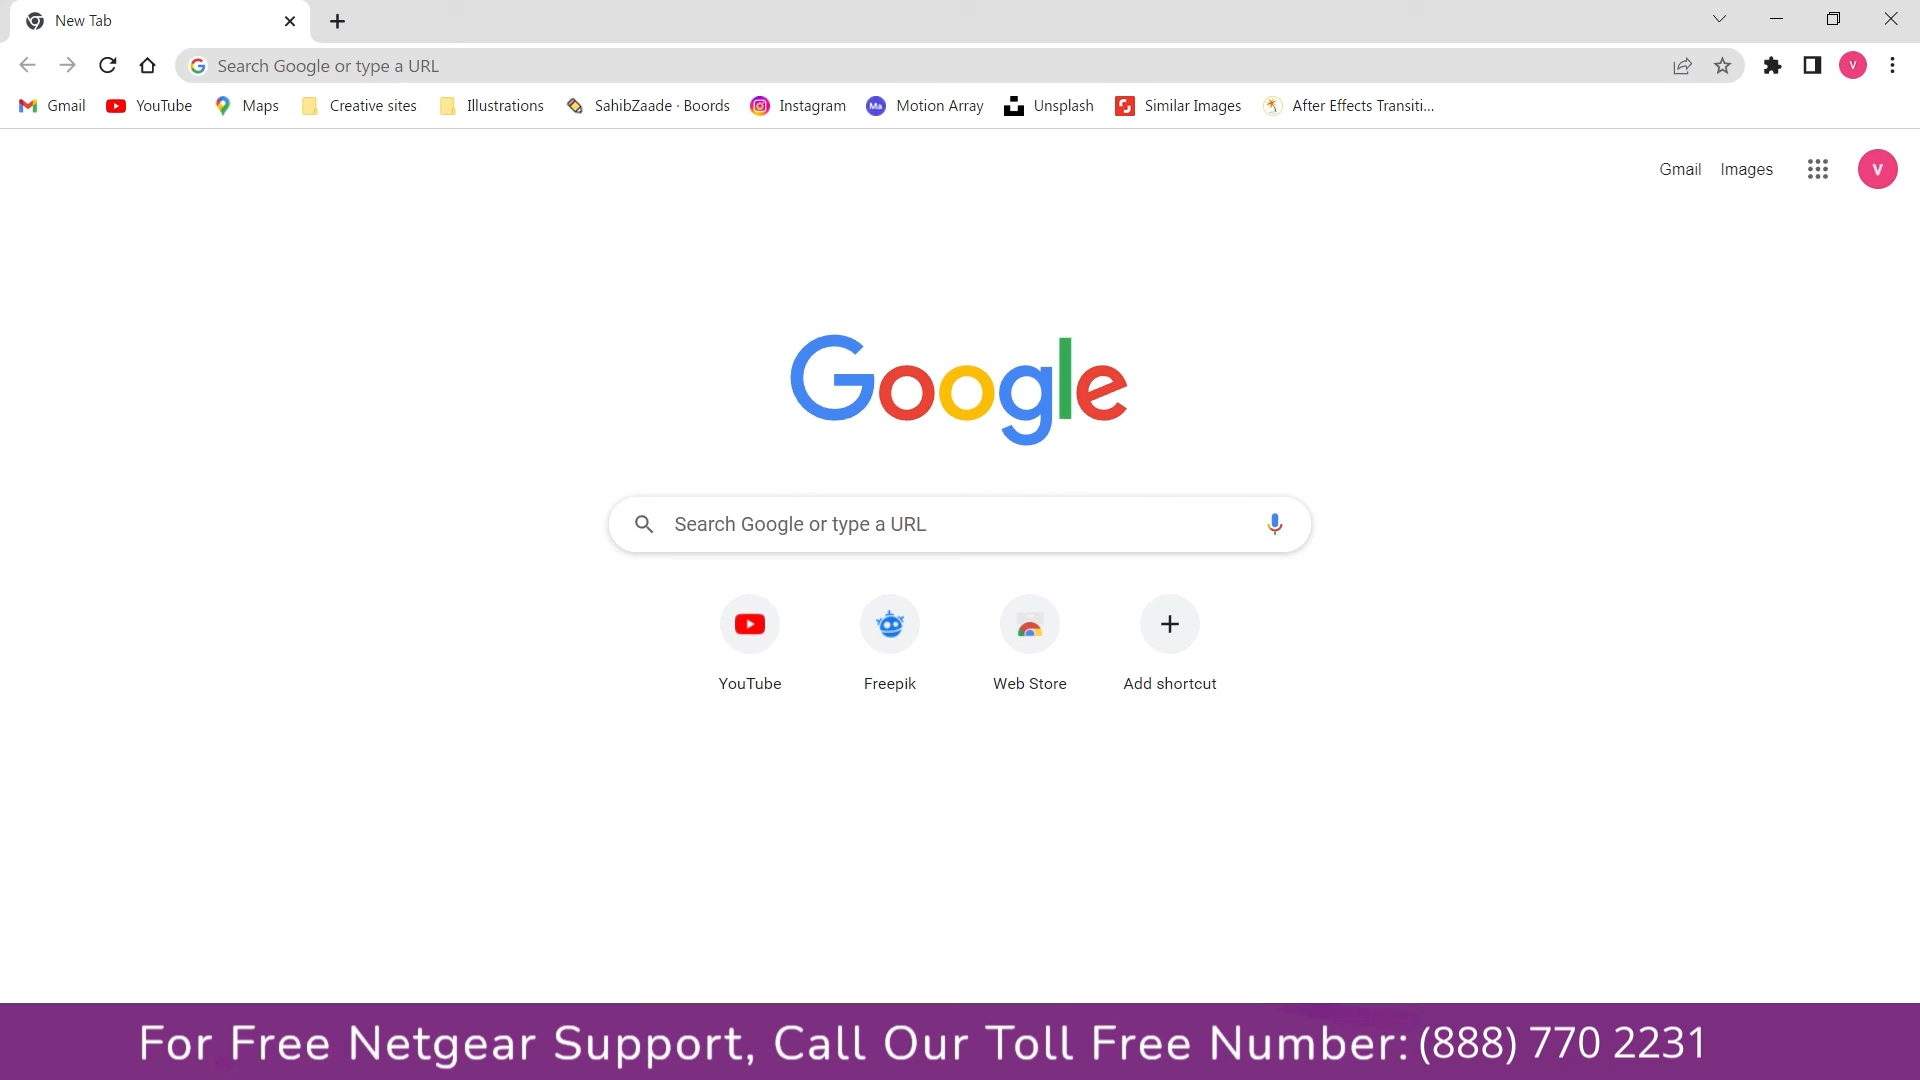 New Tab
Search Google or type a URL
Gmail YouTube Maps Creative sites Illustrations SahibZaade · Boords Instagram Ma Motion Array Unsplash Similar Images After Effects Transiti...
V
Gmail Images V
Google
Search Google or type a URL
YouTube Freepik Web Store Add shortcut
For Free Netgear Support, Call Our Toll Free Number: (888) 770 2231